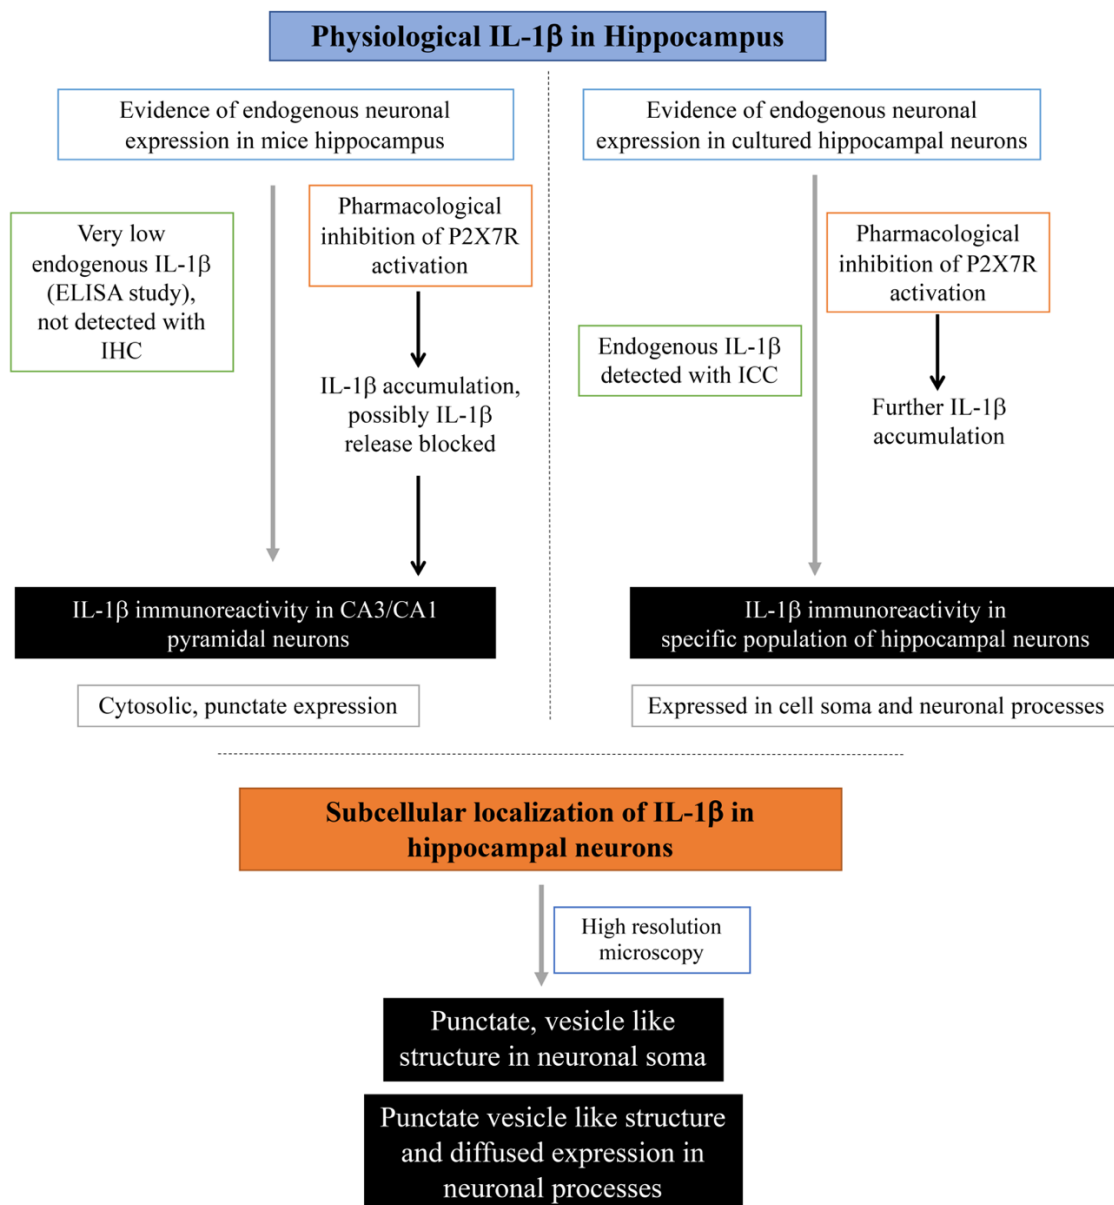 Physiological IL-1β in Hippocampus
Evidence of endogenous neuronal
expression in mice hippocampus
Very low
endogenous IL-1β
(ELISA study),
not detected with
IHC
Pharmacological
inhibition of P2X7R
activation
IL-1β accumulation,
possibly IL-1β
release blocked
IL-1β immunoreactivity in CA3/CA1
pyramidal neurons
Cytosolic, punctate expression
Evidence of endogenous neuronal
expression in cultured hippocampal neurons
Endogenous IL-1β
detected with ICC
Pharmacological
inhibition of P2X7R
activation
Further IL-1β
accumulation
IL-1β immunoreactivity in
specific population of hippocampal neurons
Expressed in cell soma and neuronal processes
Subcellular localization of IL-1β in
hippocampal neurons
High resolution
microscopy
Punctate, vesicle like
structure in neuronal soma
Punctate vesicle like structure
and diffused expression in
neuronal processes